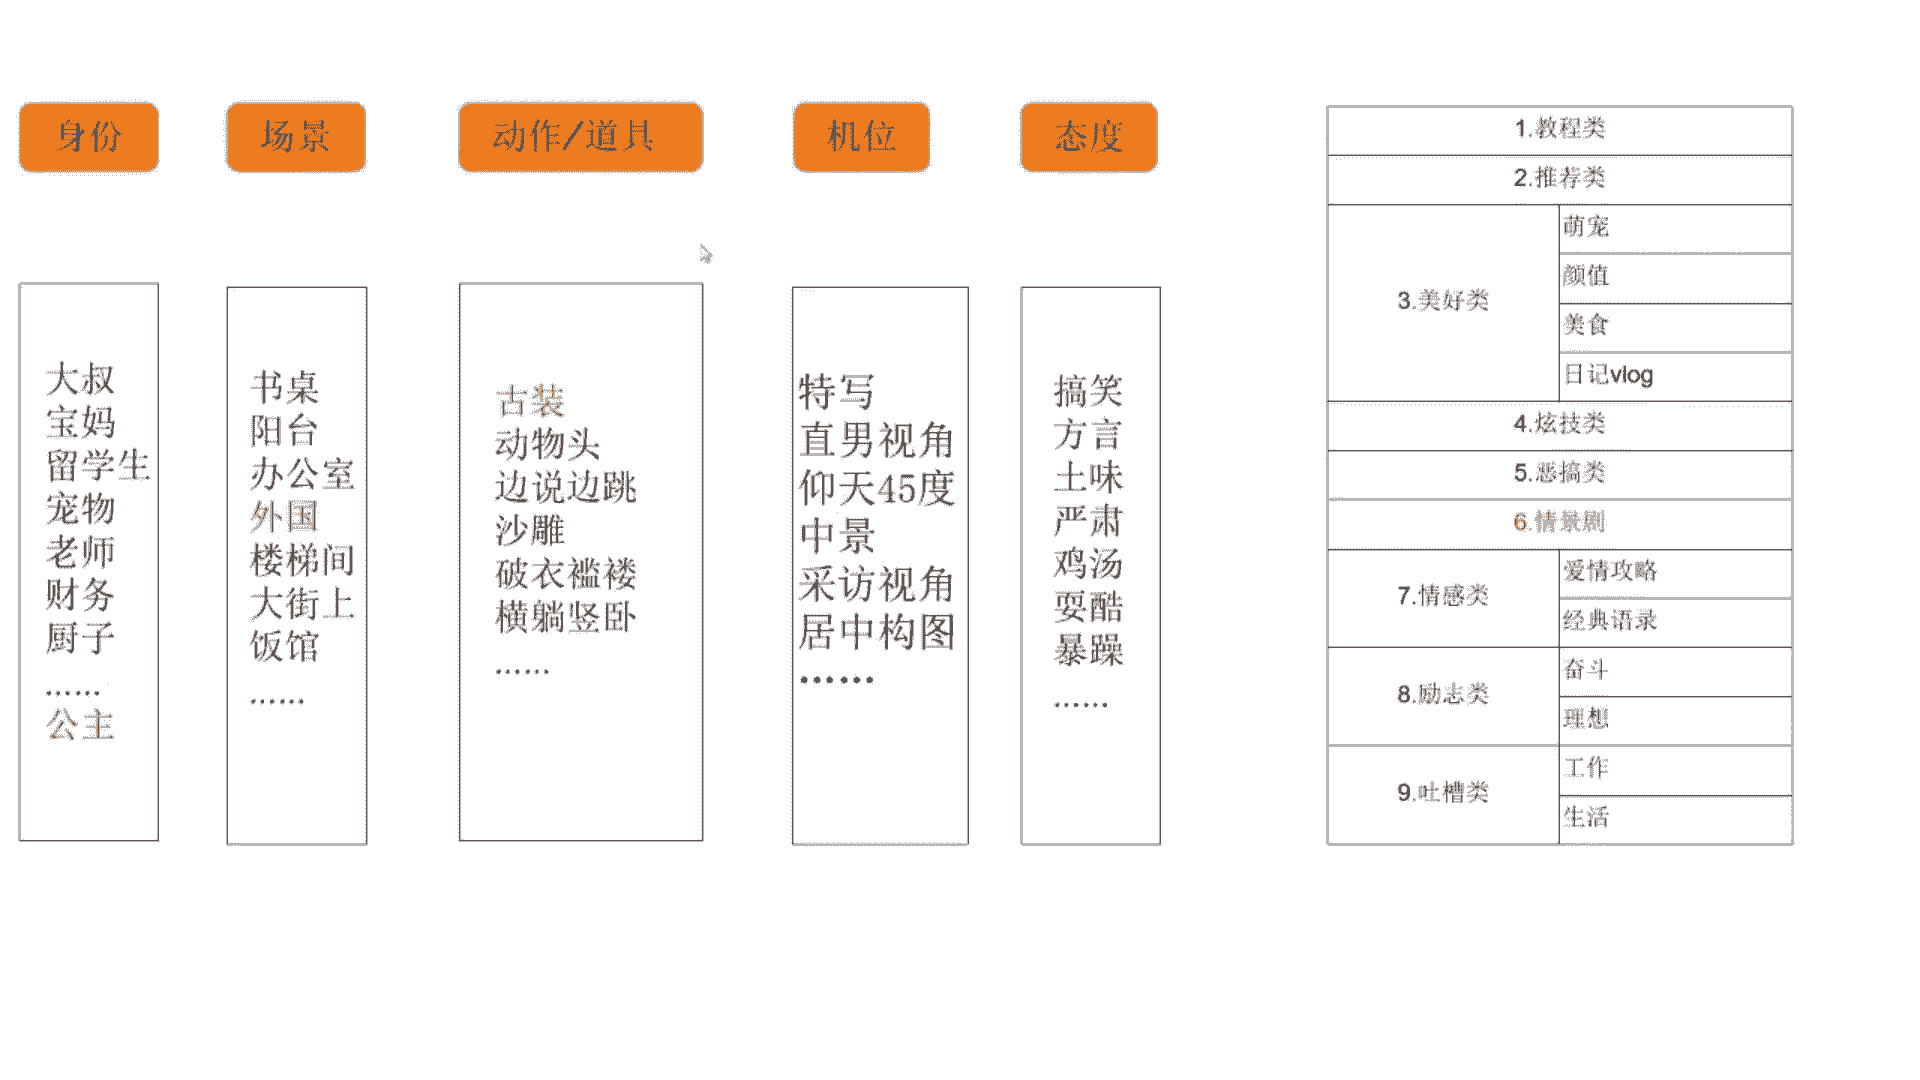 身份
大叔
宝妈
留学生
宠物
老师
财务
厨子
……
公主
场景
书桌
阳台
办公室
外国
楼梯间
大街上
饭馆
……
动作/道具
古装
动物头
边说边跳
沙雕
破衣褴褛
横躺竖卧
……
机位
特写
直男视角
仰天45度
中景
采访视角
居中构图
……
态度
搞笑
方言
土味
严肃
鸡汤
耍酷
暴躁
……
1.教程类
2.推荐类
3.美好类
萌宠
颜值
美食
日记vlog
4.炫技类
5.恶搞类
6.情景剧
7.情感类
爱情攻略
经典语录
8.励志类
奋斗
理想
9.吐槽类
工作
生活